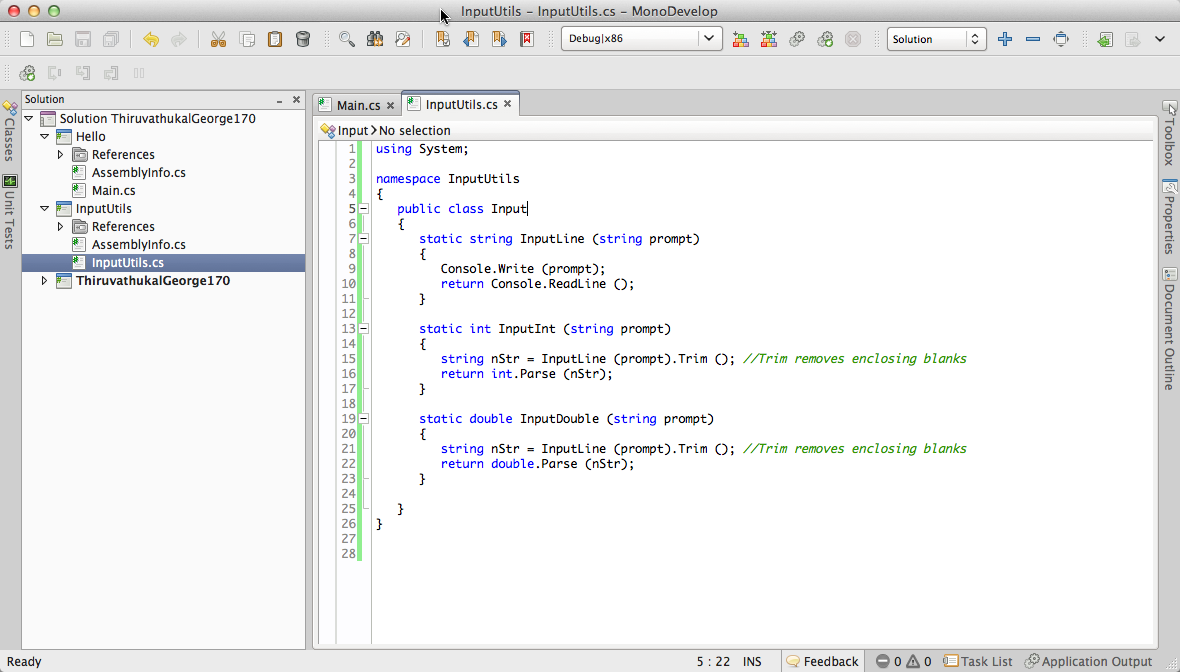 InputUtils – InputUtils.cs – MonoDevelop
Debug|x86
Solution
Solution
Solution ThiruvathukalGeorge170
Hello
References
AssemblyInfo.cs
Main.cs
InputUtils
References
AssemblyInfo.cs
InputUtils.cs
ThiruvathukalGeorge170
Classes
Unit Tests
Main.cs
InputUtils.cs
Input No selection
1 using System;
2
3 namespace InputUtils
4 {
5 public class Input
6 {
7 static string InputLine (string prompt)
8 {
9 Console.Write (prompt);
10 return Console.ReadLine ();
11 }
12
13 static int InputInt (string prompt)
14 {
15 string nStr = InputLine (prompt).Trim (); //Trim removes enclosing blanks
16 return int.Parse (nStr);
17 }
18
19 static double InputDouble (string prompt)
20 {
21 string nStr = InputLine (prompt).Trim (); //Trim removes enclosing blanks
22 return double.Parse (nStr);
23 }
24
25 }
26 }
27
28
Toolbox
Properties
Document Outline
Ready
5 : 22 INS
Feedback
0 0
Task List
Application Output